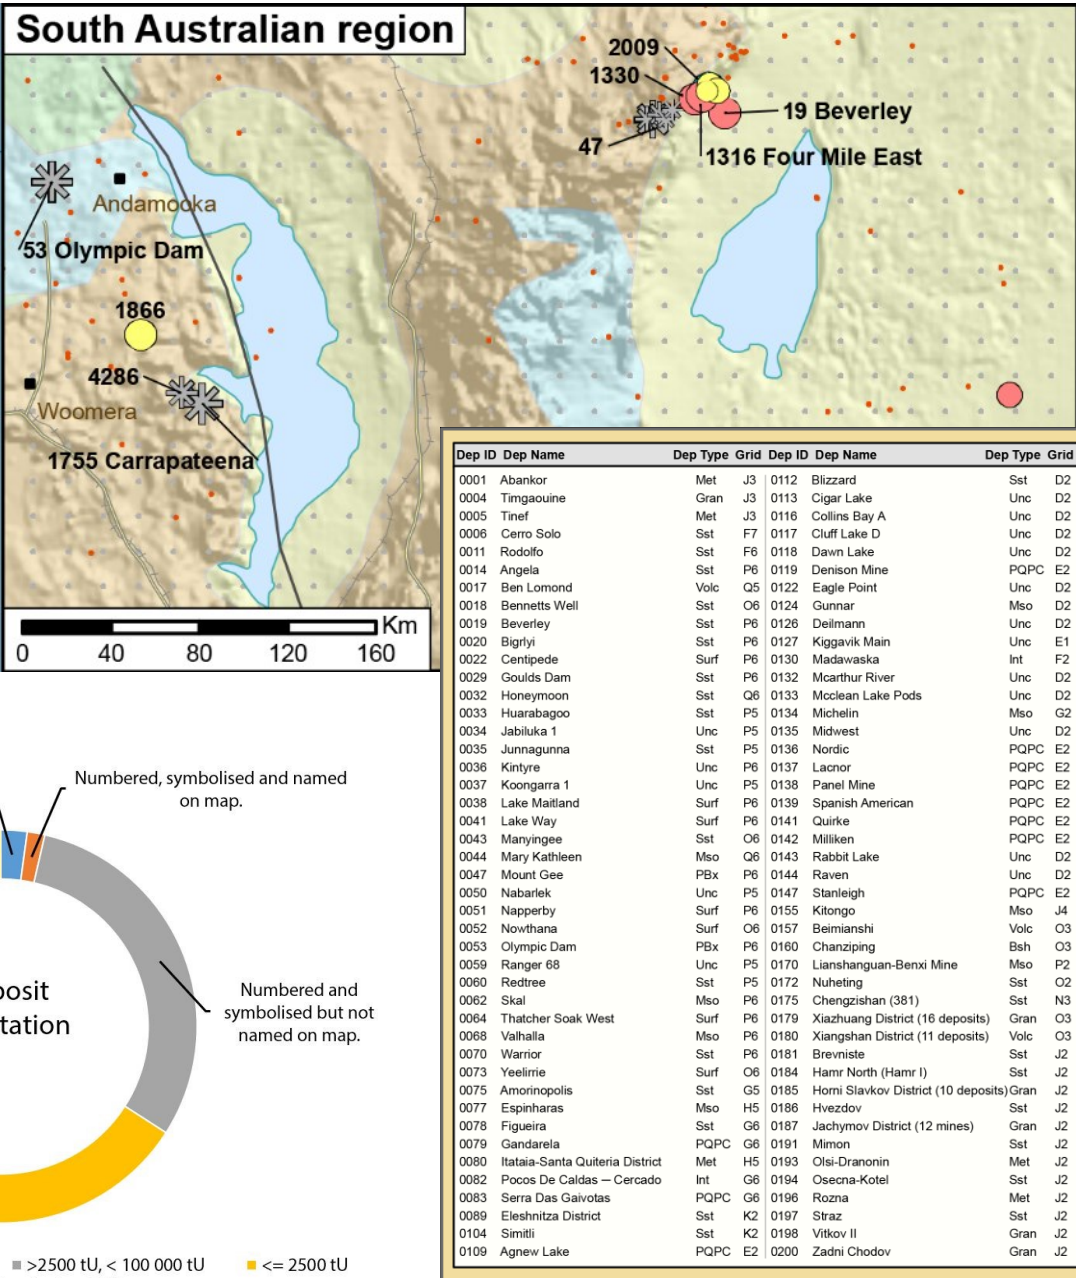 South Australian region
2009
1330
19 Beverley
47
1316 Four Mile East
Andamooka
53 Olympic Dam
1866
4286
Woomera
1755 Carrapateena
Km
0 40 80 120 160
Dep ID Dep Name Dep Type Grid Dep ID Dep Name Dep Type Grid
0001 Abankor Met J3 0112 Blizzard Sst D2
0004 Timgaouine Gran J3 0113 Cigar Lake Unc D2
0005 Tinef Met J3 0116 Collins Bay A Unc D2
0006 Cerro Solo Sst F7 0117 Cluff Lake D Unc D2
0011 Rodolfo Sst F6 0118 Dawn Lake Unc D2
0014 Angela Sst P6 0119 Denison Mine PQPC E2
0017 Ben Lomond Volc Q5 0122 Eagle Point Unc D2
0018 Bennetts Well Sst O6 0124 Gunnar Mso D2
0019 Beverley Sst P6 0126 Deilmann Unc D2
0020 Bigrlyi Sst P6 0127 Kiggavik Main Unc E1
0022 Centipede Surf P6 0130 Madawaska Int F2
0029 Goulds Dam Sst P6 0132 Mcarthur River Unc D2
0032 Honeymoon Sst Q6 0133 Mcclean Lake Pods Unc D2
0033 Huarabagoo Sst P5 0134 Michelin Mso G2
0034 Jabiluka 1 Unc P5 0135 Midwest Unc D2
0035 Junnagunna Sst P5 0136 Nordic PQPC E2
0036 Kintyre Unc P6 0137 Lacnor PQPC E2
0037 Koongarra 1 Unc P5 0138 Panel Mine PQPC E2
0038 Lake Maitland Surf P6 0139 Spanish American PQPC E2
0041 Lake Way Surf P6 0141 Quirke PQPC E2
0043 Manyingee Sst O6 0142 Milliken PQPC E2
0044 Mary Kathleen Mso Q6 0143 Rabbit Lake Unc D2
0047 Mount Gee PBx P6 0144 Raven Unc D2
0050 Nabarlek Unc P5 0147 Stanleigh PQPC E2
0051 Napperby Surf P6 0155 Kitongo Mso J4
0052 Nowthana Surf O6 0157 Beimianshi Volc O3
0053 Olympic Dam PBx P6 0160 Chanziping Bsh O3
0059 Ranger 68 Unc P5 0170 Lianshanguan-Benxi Mine Mso P2
0060 Redtree Sst P5 0172 Nuheting Sst O2
0062 Skal Mso P6 0175 Chengzishan (381) Sst N3
0064 Thatcher Soak West Surf P6 0179 Xiazhuang District (16 deposits) Gran O3
0068 Valhalla Mso P6 0180 Xiangshan District (11 deposits) Volc O3
0070 Warrior Sst P6 0181 Brevniste Sst J2
0073 Yeelirrie Surf O6 0184 Hamr North (Hamr I) Sst J2
0075 Amorinopolis Sst G5 0185 Horni Slavkov District (10 deposits) Gran J2
0077 Espinharas Mso H5 0186 Hvezdov Sst J2
0078 Figueira Sst G6 0187 Jachymov District (12 mines) Gran J2
0079 Gandarela PQPC G6 0191 Mimon Sst J2
0080 Itataia-Santa Quiteria District Met H5 0193 Olsi-Dranonin Met J2
0082 Pocos De Caldas – Cercado Int G6 0194 Osecna-Kotel Sst J2
0083 Serra Das Gaivotas PQPC G6 0196 Rozna Met J2
0089 Eleshnitza District Sst K2 0197 Straz Sst J2
0104 Simitli Sst K2 0198 Vitkov II Gran J2
0109 Agnew Lake PQPC E2 0200 Zadni Chodov Gran J2
Numbered, symbolised and named
on map.
Numbered and
symbolised but not
named on map.
posit
tation
>2500 tU, < 100 000 tU <= 2500 tU